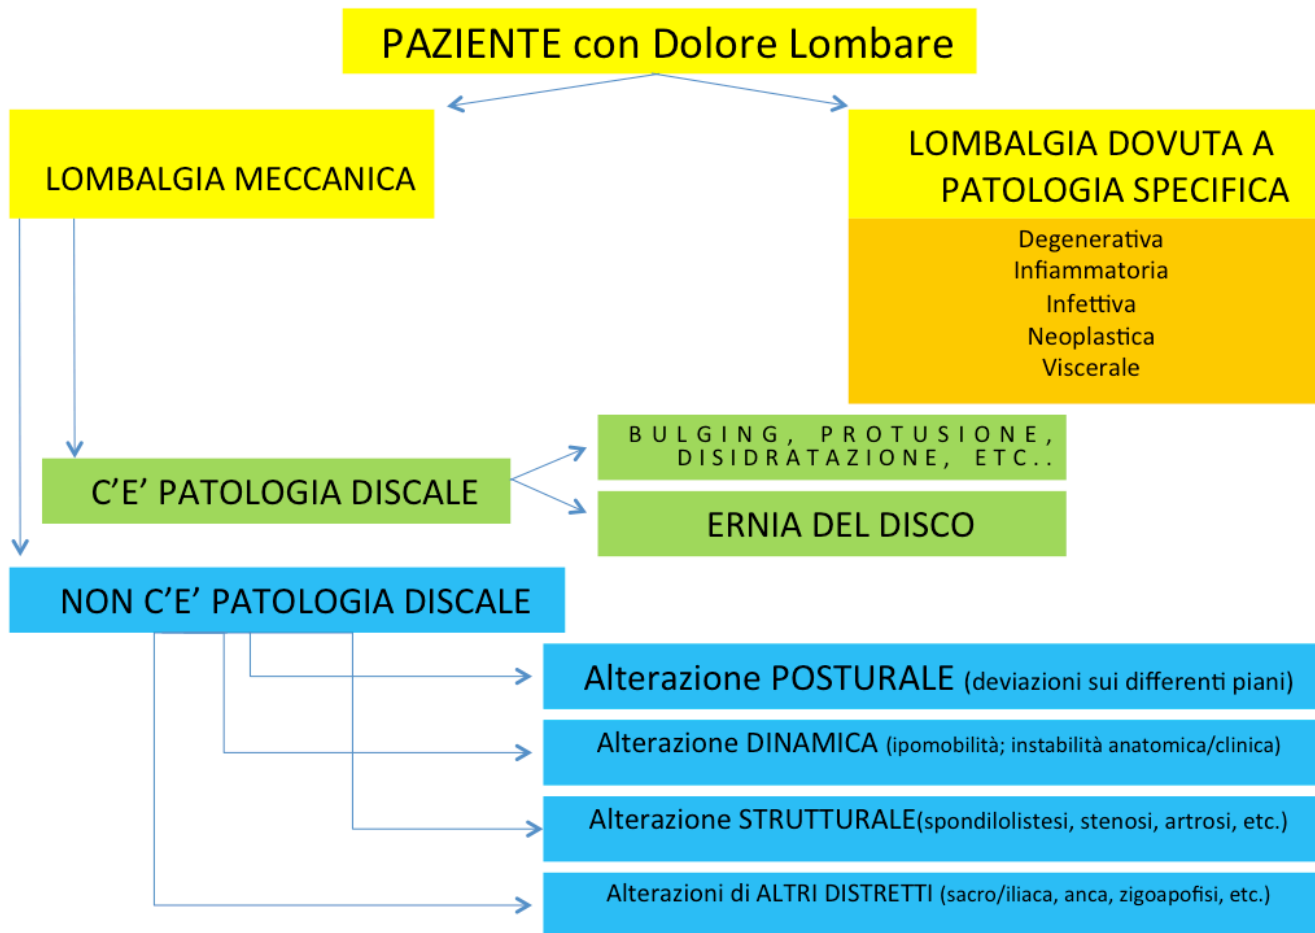 PAZIENTE con Dolore Lombare
LOMBALGIA MECCANICA
LOMBALGIA DOVUTA A
PATOLOGIA SPECIFICA
Degenerativa
Infiammatoria
Infettiva
Neoplastica
Viscerale
BULGING, PROTUSIONE,
DISIDRATAZIONE, ETC..
C'E' PATOLOGIA DISCALE
ERNIA DEL DISCO
NON C'E' PATOLOGIA DISCALE
Alterazione POSTURALE (deviazioni sui differenti piani)
Alterazione DINAMICA (ipomobilità; instabilità anatomica/clinica)
Alterazione STRUTTURALE(spondilolistesi, stenosi, artrosi, etc.)
Alterazioni di ALTRI DISTRETTI (sacro/iliaca, anca, zigoapofisi, etc.)